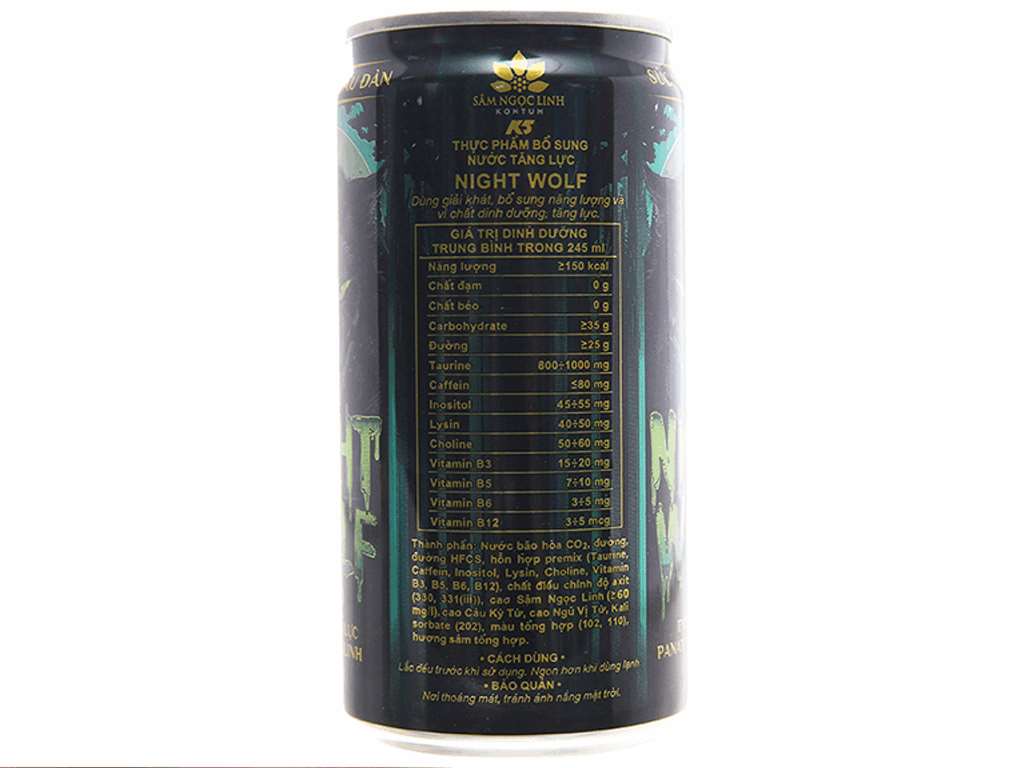 SÂM NGỌC LINH
KONTUM
K5
THỰC PHẨM BỔ SUNG
NƯỚC TĂNG LỰC
NIGHT WOLF
Dùng giải khát, bổ sung năng lượng và
vi chất dinh dưỡng, tăng lực.
GIÁ TRỊ DINH DƯỠNG
TRUNG BÌNH TRONG 245 ml
Năng lượng ≥150 kcal
Chất đạm 0 g
Chất béo 0 g
Carbohydrate ≥35 g
Đường ≥25 g
Taurine 800÷1000 mg
Caffein ≤80 mg
Inositol 45÷55 mg
Lysin 40÷50 mg
Choline 50÷60 mg
Vitamin B3 15÷20 mg
Vitamin B5 7÷10 mg
Vitamin B6 3÷5 mg
Vitamin B12 3÷5 mcg
Thành phần: Nước bão hòa CO₂, đường,
đường HFCS, hỗn hợp premix (Taurine,
Caffein, Inositol, Lysin, Choline, Vitamin
B3, B5, B6, B12), chất điều chỉnh độ axit
(330, 331(iii)), cao Sâm Ngọc Linh (≥60
mg/l), cao Câu Kỷ Tử, cao Ngũ Vị Tử, Kali
sorbate (202), màu tổng hợp (102, 110),
hương sâm tổng hợp.
• CÁCH DÙNG •
Lắc đều trước khi sử dụng. Ngon hơn khi dùng lạnh
• BẢO QUẢN •
Nơi thoáng mát, tránh ánh nắng mặt trời.